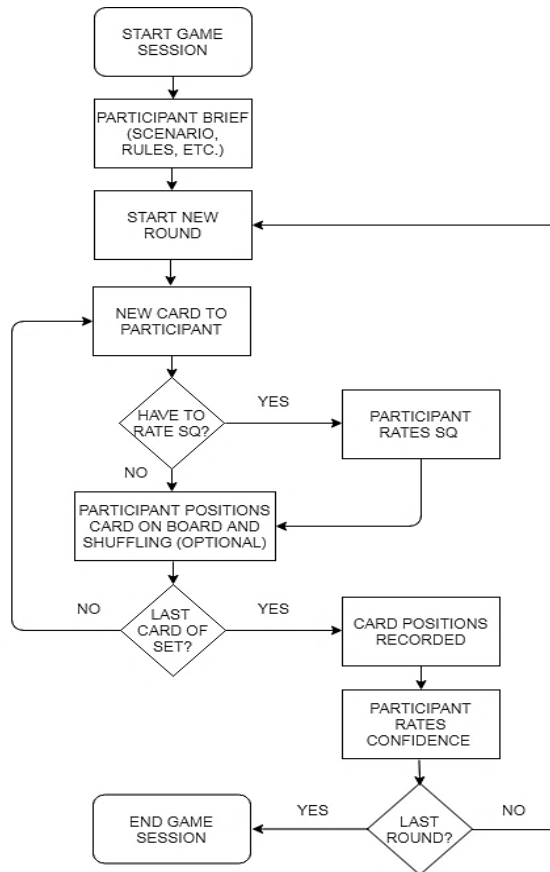 START GAME
SESSION
PARTICIPANT BRIEF
(SCENARIO,
RULES, ETC.)
START NEW
ROUND
NEW CARD TO
PARTICIPANT
HAVE TO
RATE SQ?
YES
PARTICIPANT
RATES SQ
NO
PARTICIPANT POSITIONS
CARD ON BOARD AND
SHUFFLING (OPTIONAL)
NO
LAST
CARD OF
SET?
YES
CARD POSITIONS
RECORDED
PARTICIPANT
RATES
CONFIDENCE
LAST
ROUND?
YES
NO
END GAME
SESSION